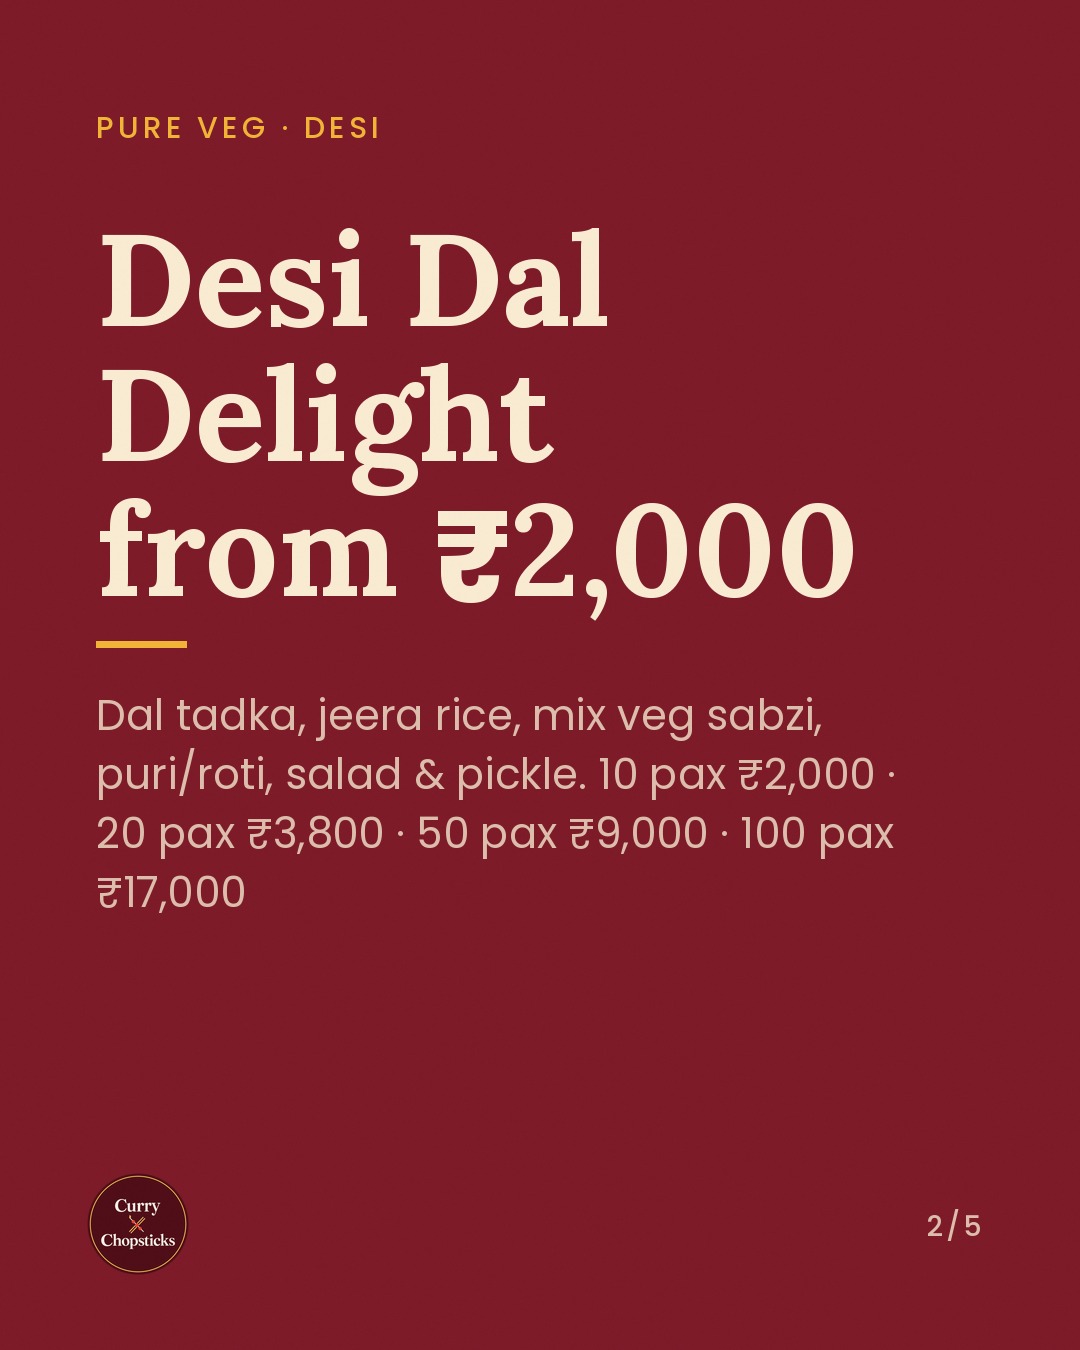 PURE VEG · DESI
Desi Dal
Delight
from ₹2,000
Dal tadka, jeera rice, mix veg sabzi,
puri/roti, salad & pickle. 10 pax ₹2,000 ·
20 pax ₹3,800 · 50 pax ₹9,000 · 100 pax
₹17,000
Curry
Chopsticks
2/5